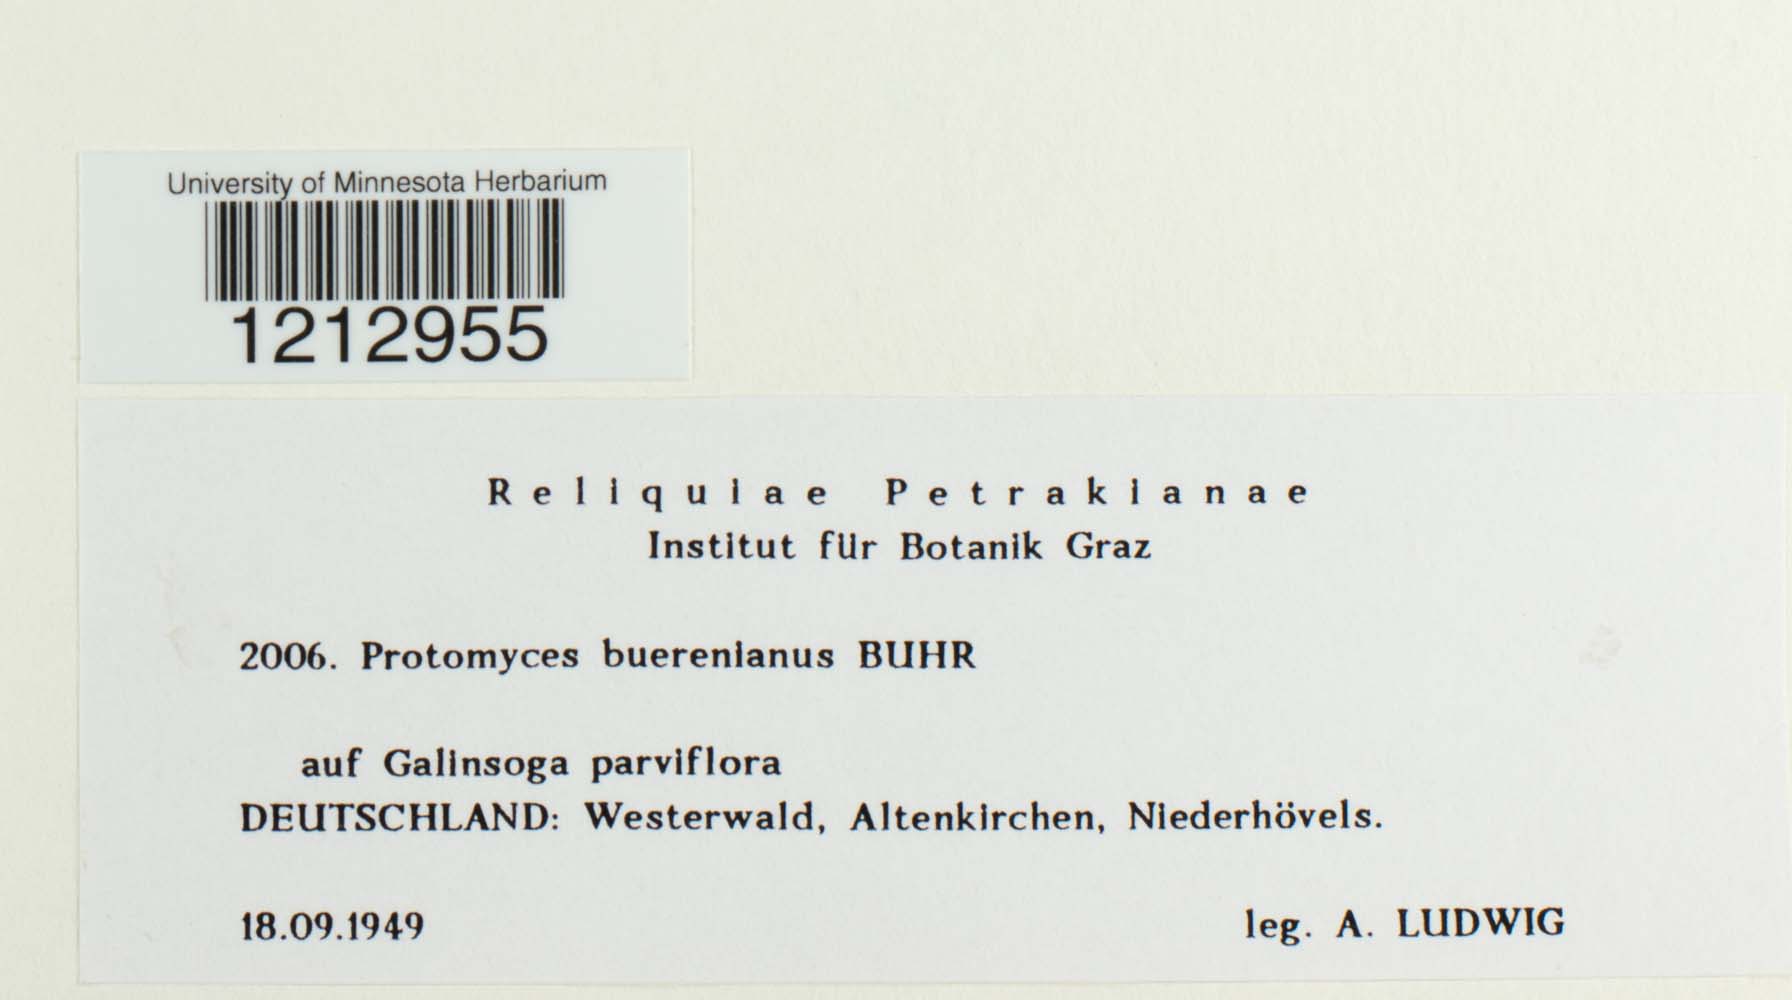 University of Minnesota Herbarium
1212955
Reliquiae Petrakianae
Institut für Botanik Graz
2006. Protomyces buerenianus BUHR
auf Galinsoga parviflora
DEUTSCHLAND: Westerwald, Altenkirchen, Niederhövels.
18.09.1949
leg. A. LUDWIG